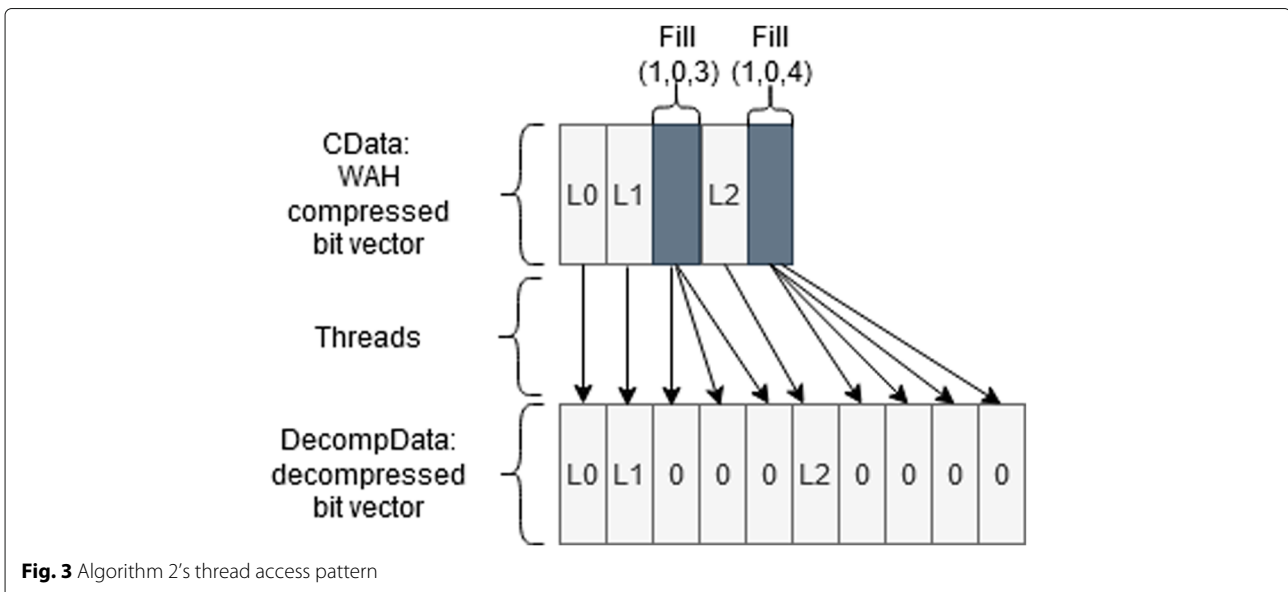 Fill Fill
(1,0,3) (1,0,4)
CData:
WAH
compressed
bit vector
L0 L1 L2
Threads
DecompData:
decompressed
bit vector
L0 L1 0 0 0 L2 0 0 0 0
Fig. 3 Algorithm 2's thread access pattern